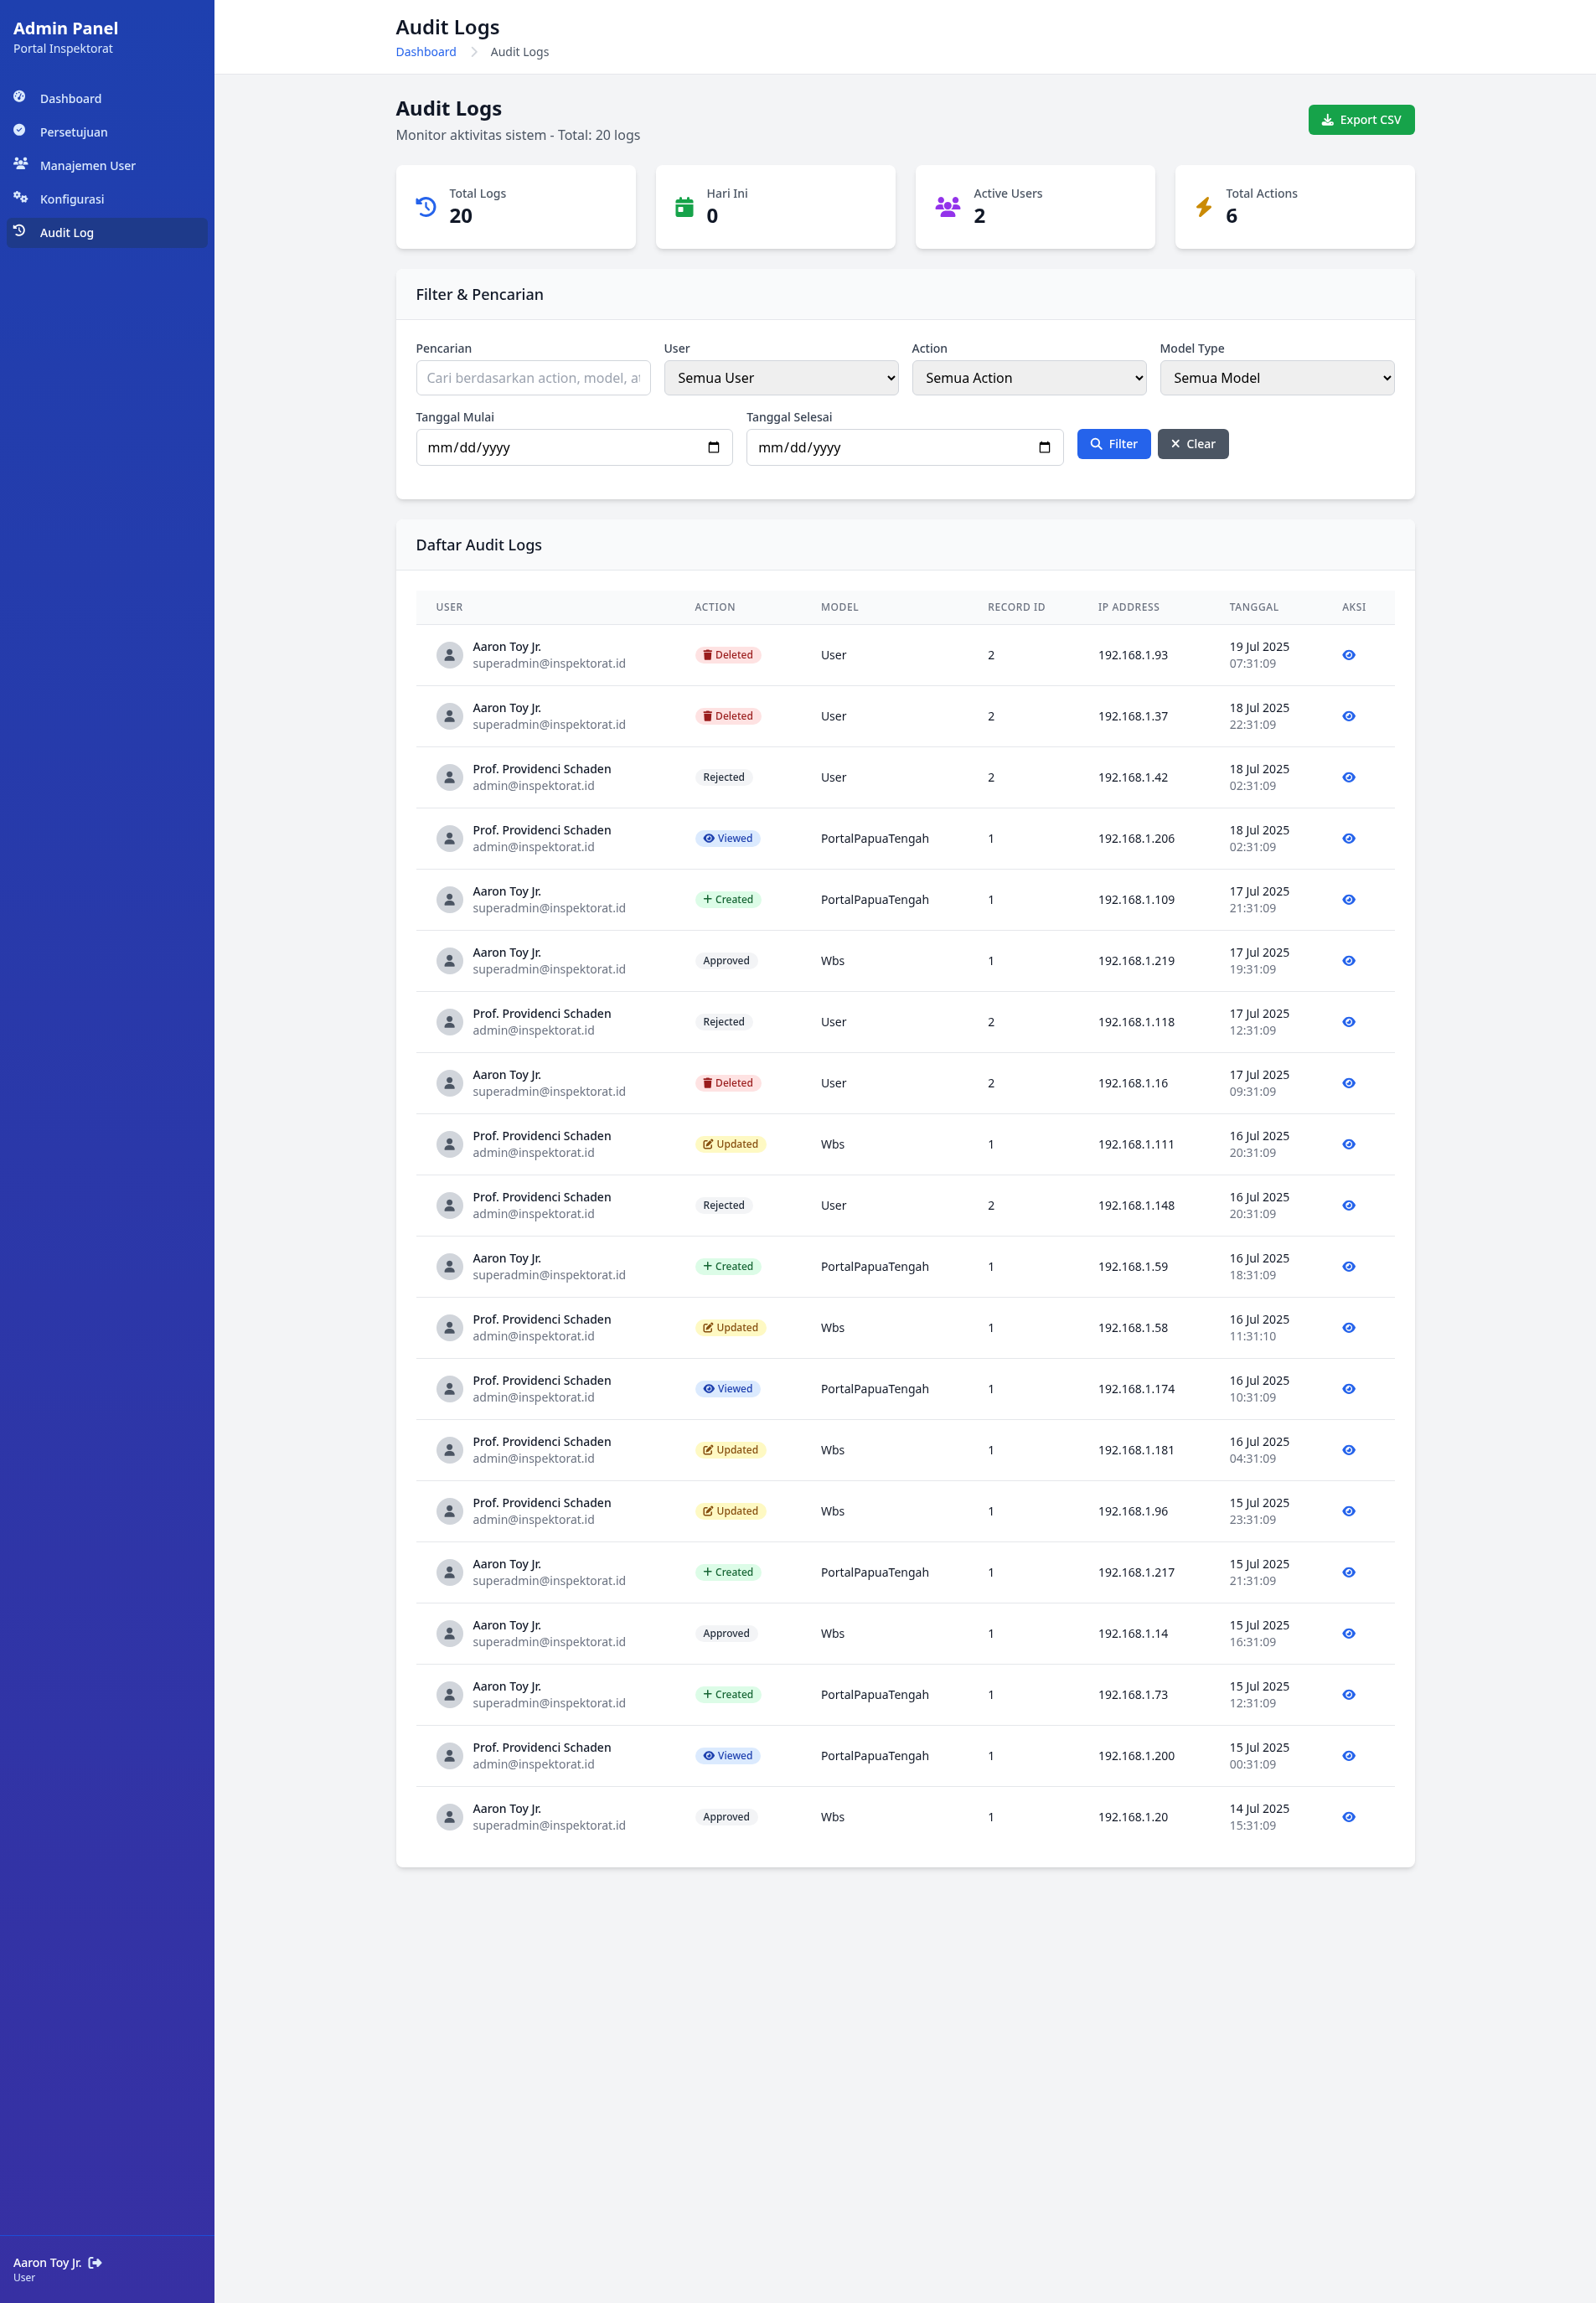 Admin Panel
Portal Inspektorat
Dashboard
Persetujuan
Manajemen User
Konfigurasi
Audit Log
Audit Logs
Dashboard Audit Logs
Audit Logs
Monitor aktivitas sistem - Total: 20 logs
Export CSV
Total Logs
20
Hari Ini
0
Active Users
2
Total Actions
6
Filter & Pencarian
Pencarian User Action Model Type
Cari berdasarkan action, model, a Semua User Semua Action Semua Model
Tanggal Mulai Tanggal Selesai
mm/dd/yyyy mm/dd/yyyy Filter Clear
Daftar Audit Logs
USER ACTION MODEL RECORD ID IP ADDRESS TANGGAL AKSI
Aaron Toy Jr. Deleted User 2 192.168.1.93 19 Jul 2025
superadmin@inspektorat.id 07:31:09
Aaron Toy Jr. Deleted User 2 192.168.1.37 18 Jul 2025
superadmin@inspektorat.id 22:31:09
Prof. Providenci Schaden Rejected User 2 192.168.1.42 18 Jul 2025
admin@inspektorat.id 02:31:09
Prof. Providenci Schaden Viewed PortalPapuaTengah 1 192.168.1.206 18 Jul 2025
admin@inspektorat.id 02:31:09
Aaron Toy Jr. Created PortalPapuaTengah 1 192.168.1.109 17 Jul 2025
superadmin@inspektorat.id 21:31:09
Aaron Toy Jr. Approved Wbs 1 192.168.1.219 17 Jul 2025
superadmin@inspektorat.id 19:31:09
Prof. Providenci Schaden Rejected User 2 192.168.1.118 17 Jul 2025
admin@inspektorat.id 12:31:09
Aaron Toy Jr. Deleted User 2 192.168.1.16 17 Jul 2025
superadmin@inspektorat.id 09:31:09
Prof. Providenci Schaden Updated Wbs 1 192.168.1.111 16 Jul 2025
admin@inspektorat.id 20:31:09
Prof. Providenci Schaden Rejected User 2 192.168.1.148 16 Jul 2025
admin@inspektorat.id 20:31:09
Aaron Toy Jr. Created PortalPapuaTengah 1 192.168.1.59 16 Jul 2025
superadmin@inspektorat.id 18:31:09
Prof. Providenci Schaden Updated Wbs 1 192.168.1.58 16 Jul 2025
admin@inspektorat.id 11:31:10
Prof. Providenci Schaden Viewed PortalPapuaTengah 1 192.168.1.174 16 Jul 2025
admin@inspektorat.id 10:31:09
Prof. Providenci Schaden Updated Wbs 1 192.168.1.181 16 Jul 2025
admin@inspektorat.id 04:31:09
Prof. Providenci Schaden Updated Wbs 1 192.168.1.96 15 Jul 2025
admin@inspektorat.id 23:31:09
Aaron Toy Jr. Created PortalPapuaTengah 1 192.168.1.217 15 Jul 2025
superadmin@inspektorat.id 21:31:09
Aaron Toy Jr. Approved Wbs 1 192.168.1.14 15 Jul 2025
superadmin@inspektorat.id 16:31:09
Aaron Toy Jr. Created PortalPapuaTengah 1 192.168.1.73 15 Jul 2025
superadmin@inspektorat.id 12:31:09
Prof. Providenci Schaden Viewed PortalPapuaTengah 1 192.168.1.200 15 Jul 2025
admin@inspektorat.id 00:31:09
Aaron Toy Jr. Approved Wbs 1 192.168.1.20 14 Jul 2025
superadmin@inspektorat.id 15:31:09
Aaron Toy Jr.
User